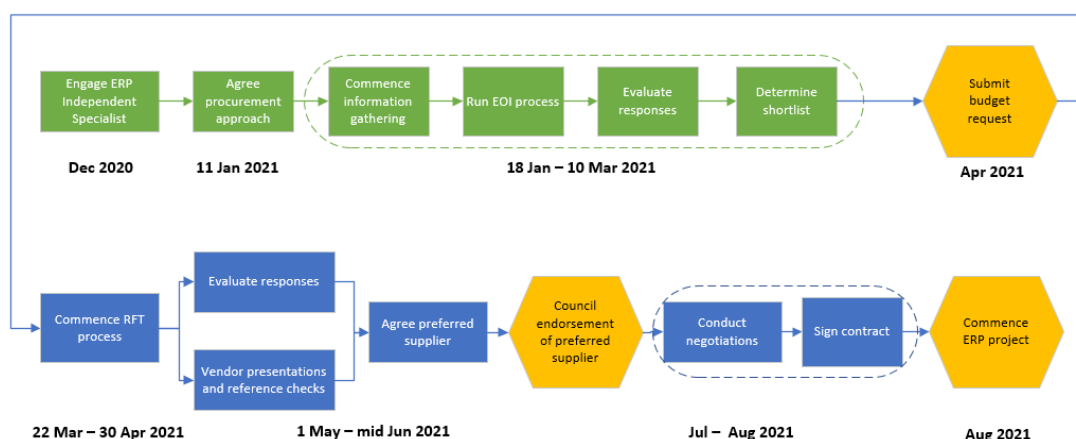 Engage ERP
Independent
Specialist
Agree
procurement
approach
Commence
information
gathering
Run EOI process
Evaluate
responses
Determine
shortlist
Submit
budget
request
Dec 2020
11 Jan 2021
18 Jan – 10 Mar 2021
Apr 2021
Commence RFT
process
Evaluate responses
Vendor presentations
and reference checks
Agree preferred
supplier
Council
endorsement
of preferred
supplier
Conduct
negotiations
Sign contract
Commence
ERP project
22 Mar – 30 Apr 2021
1 May – mid Jun 2021
Jul – Aug 2021
Aug 2021